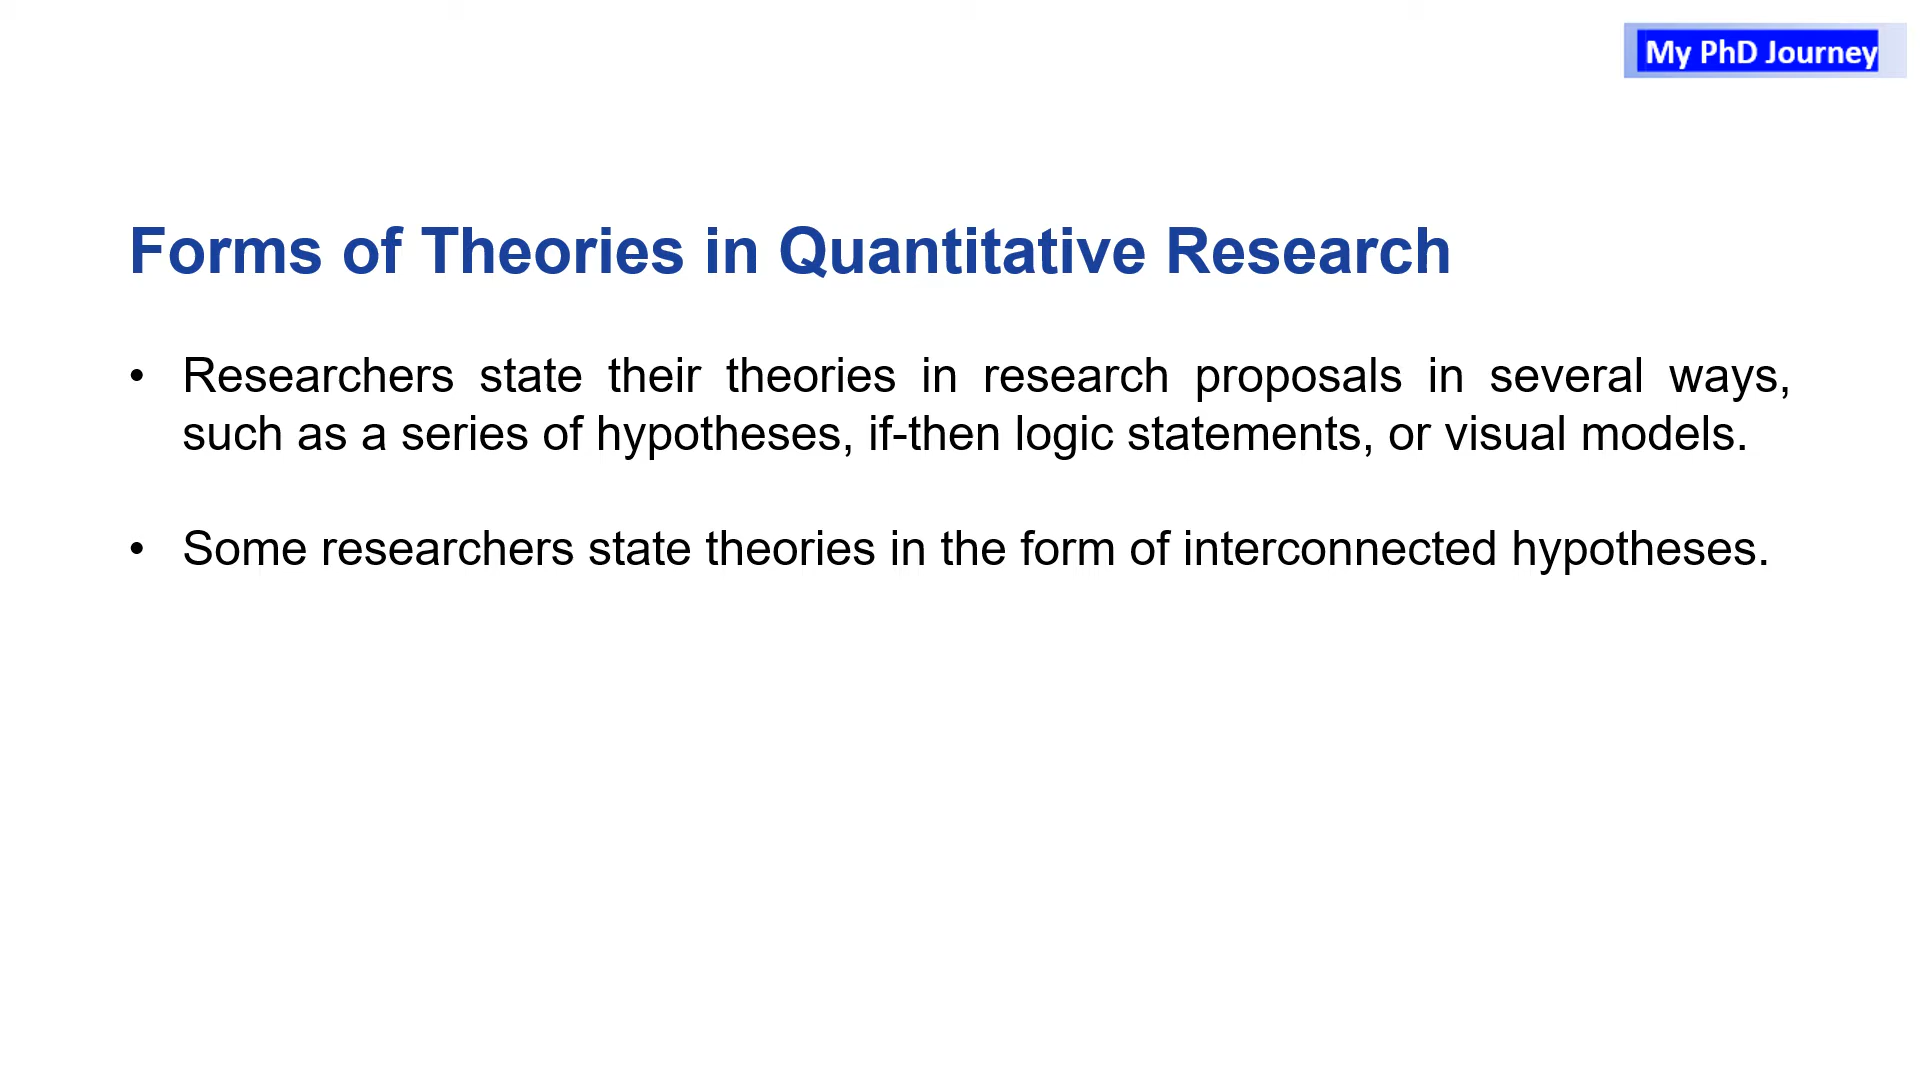 My PhD Journey
Forms of Theories in Quantitative Research
• Researchers state their theories in research proposals in several ways,
such as a series of hypotheses, if-then logic statements, or visual models.
• Some researchers state theories in the form of interconnected hypotheses.